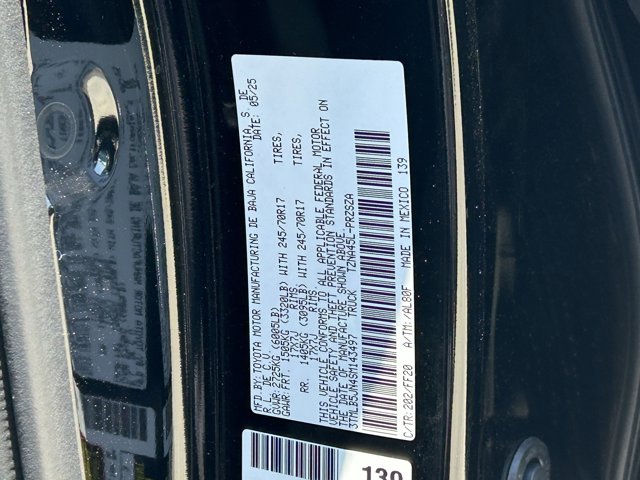 MFD.BY:TOYOTA MOTOR MANUFACTURING DE BAJA CALIFORNIA, S. DE
R.L. DE C.V. DATE: 05/25
GVWR: 2725KG (6005LB)
GAWR: FRT. 1505KG (3320LB) WITH 245/70R17 TIRES,
17X7J RIMS,
RR. 1405KG (3095LB) WITH 245/70R17 TIRES,
17X7J RIMS,
THIS VEHICLE CONFORMS TO ALL APPLICABLE FEDERAL MOTOR
VEHICLE SAFETY AND THEFT PREVENTION STANDARDS IN EFFECT ON
THE DATE OF MANUFACTURE SHOWN ABOVE.
3TMLB5JN4SM143497 TRUCK TZNA45L-PRZSZA
C/TR:202/FF20 A/TM:/AL80F MADE IN MEXICO 139
139